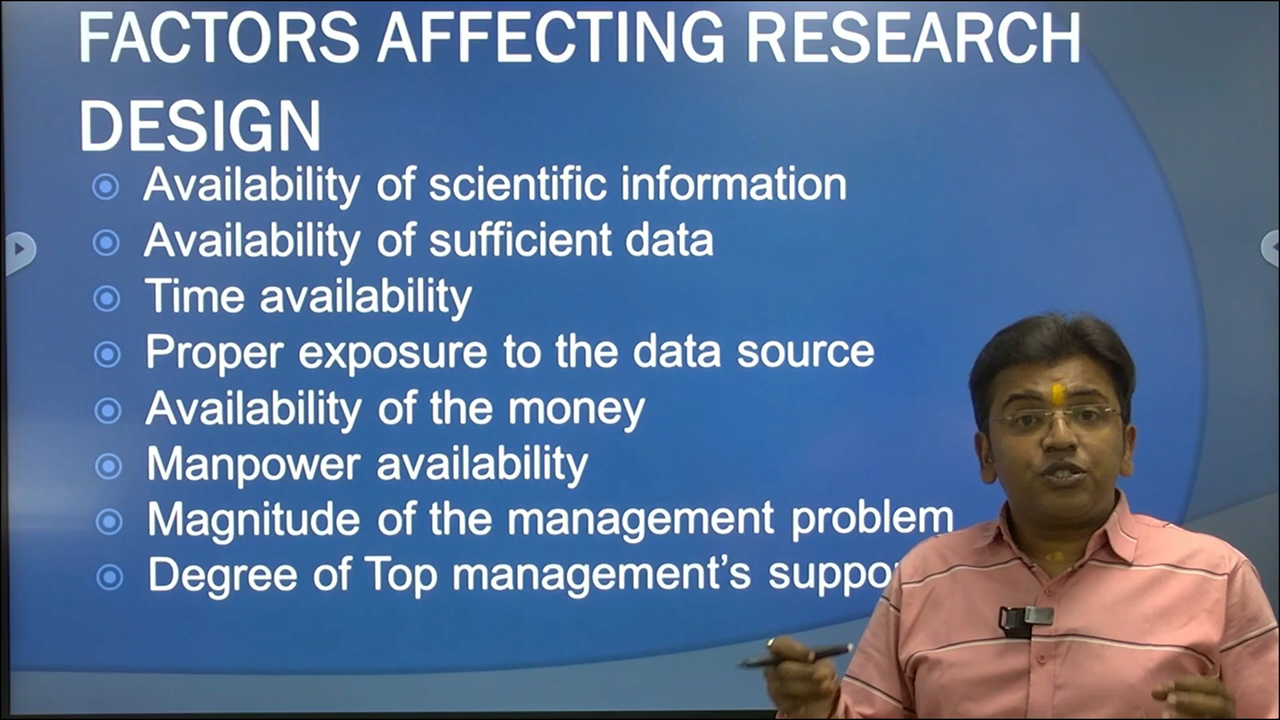 FACTORS AFFECTING RESEARCH
DESIGN
Availability of scientific information
Availability of sufficient data
Time availability
Proper exposure to the data source
Availability of the money
Manpower availability
Magnitude of the management problem
Degree of Top management's